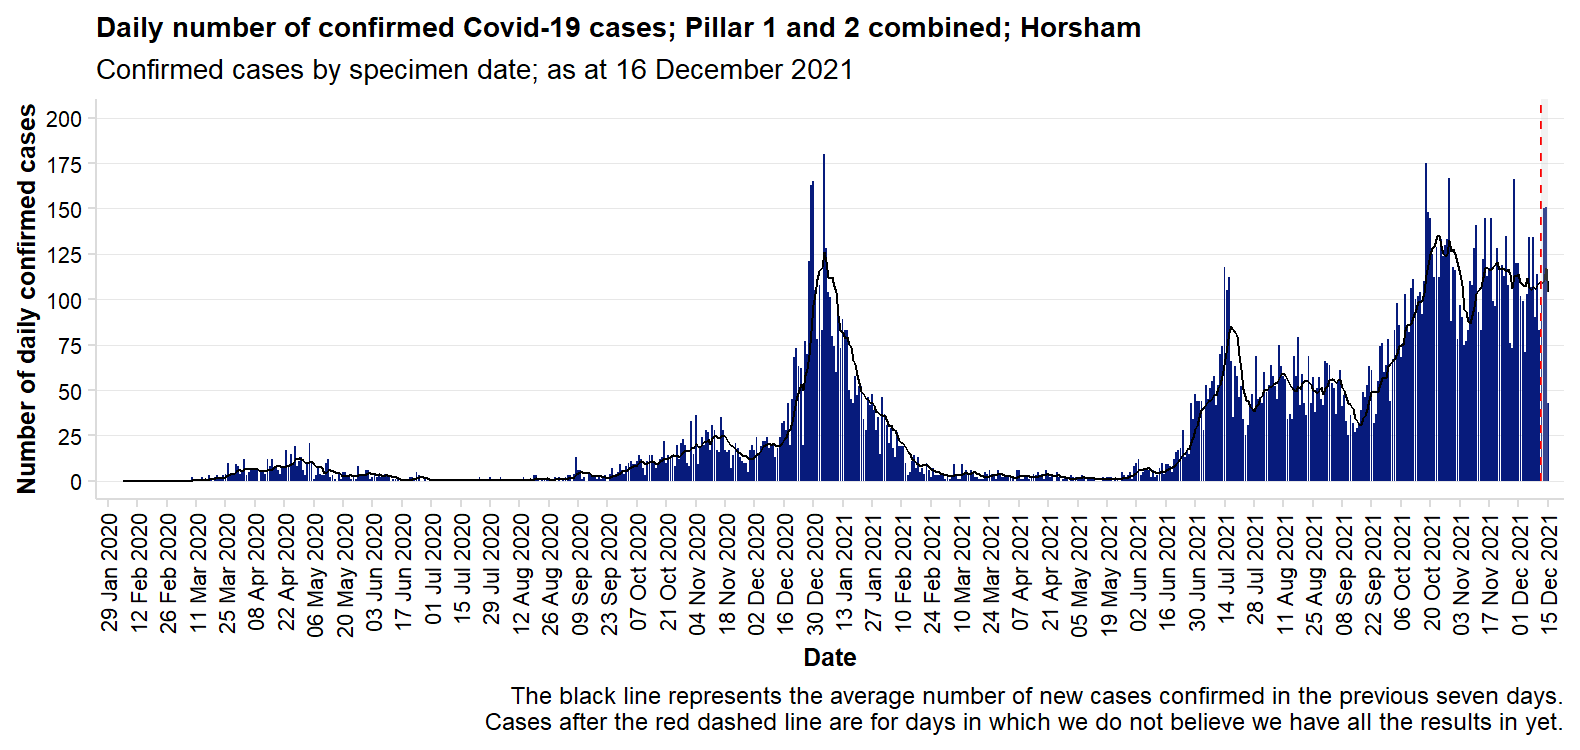 Daily number of confirmed Covid-19 cases; Pillar 1 and 2 combined; Horsham
Confirmed cases by specimen date; as at 16 December 2021
Number of daily confirmed cases
200
175
150
125
100
75
50
25
0
29 Jan 2020
12 Feb 2020
26 Feb 2020
11 Mar 2020
25 Mar 2020
08 Apr 2020
22 Apr 2020
06 May 2020
20 May 2020
03 Jun 2020
17 Jun 2020
01 Jul 2020
15 Jul 2020
29 Jul 2020
12 Aug 2020
26 Aug 2020
09 Sep 2020
23 Sep 2020
07 Oct 2020
21 Oct 2020
04 Nov 2020
18 Nov 2020
02 Dec 2020
16 Dec 2020
30 Dec 2020
13 Jan 2021
27 Jan 2021
10 Feb 2021
24 Feb 2021
10 Mar 2021
24 Mar 2021
07 Apr 2021
21 Apr 2021
05 May 2021
19 May 2021
02 Jun 2021
16 Jun 2021
30 Jun 2021
14 Jul 2021
28 Jul 2021
11 Aug 2021
25 Aug 2021
08 Sep 2021
22 Sep 2021
06 Oct 2021
20 Oct 2021
03 Nov 2021
17 Nov 2021
01 Dec 2021
15 Dec 2021
Date
The black line represents the average number of new cases confirmed in the previous seven days.
Cases after the red dashed line are for days in which we do not believe we have all the results in yet.